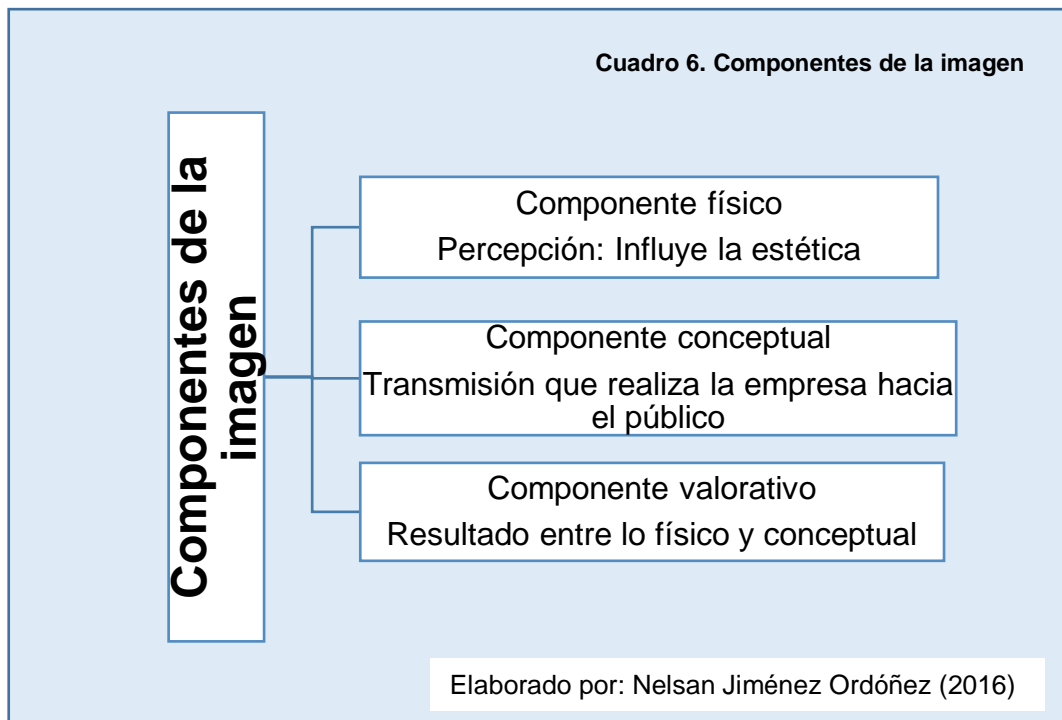 Cuadro 6. Componentes de la imagen
Componentes de la
imagen
Componente físico
Percepción: Influye la estética
Componente conceptual
Transmisión que realiza la empresa hacia
el público
Componente valorativo
Resultado entre lo físico y conceptual
Elaborado por: Nelsan Jiménez Ordóñez (2016)